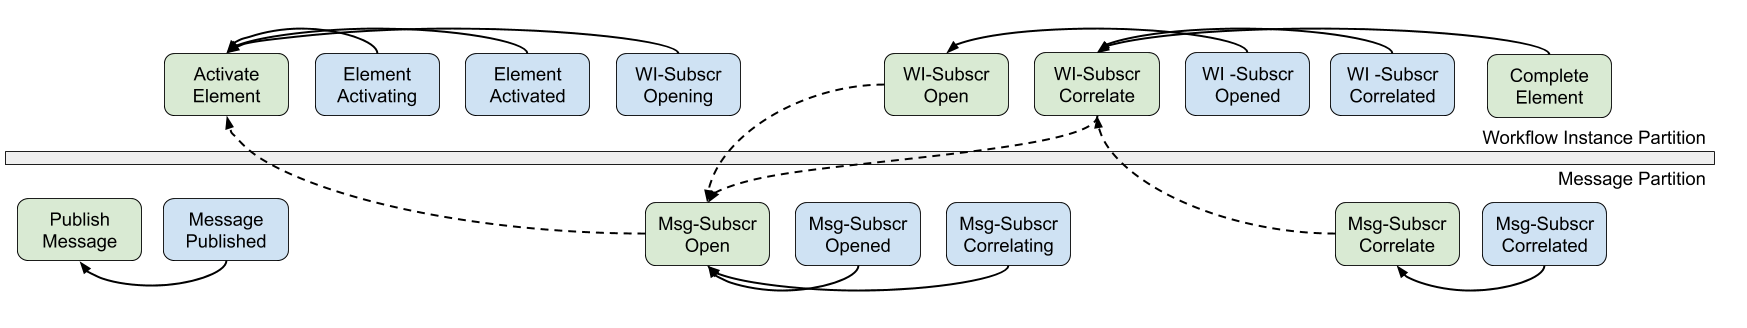 Activate
Element
Element
Activating
Element
Activated
WI-Subscr
Opening
WI-Subscr
Open
WI-Subscr
Correlate
WI -Subscr
Opened
WI -Subscr
Correlated
Complete
Element
Workflow Instance Partition
Message Partition
Publish
Message
Message
Published
Msg-Subscr
Open
Msg-Subscr
Opened
Msg-Subscr
Correlating
Msg-Subscr
Correlate
Msg-Subscr
Correlated